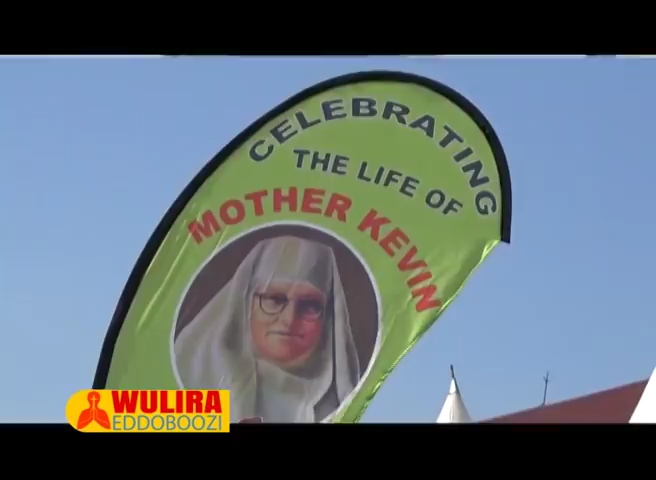 CELEBRATING
THE LIFE OF
MOTHER KEVIN
WULIRA
EDDOBOOZI